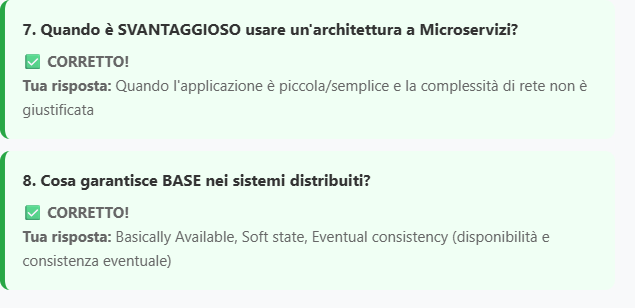 7. Quando è SVANTAGGIOSO usare un'architettura a Microservizi?
✅ CORRETTO!
Tua risposta: Quando l'applicazione è piccola/semplice e la complessità di rete non è
giustificata
8. Cosa garantisce BASE nei sistemi distribuiti?
✅ CORRETTO!
Tua risposta: Basically Available, Soft state, Eventual consistency (disponibilità e
consistenza eventuale)